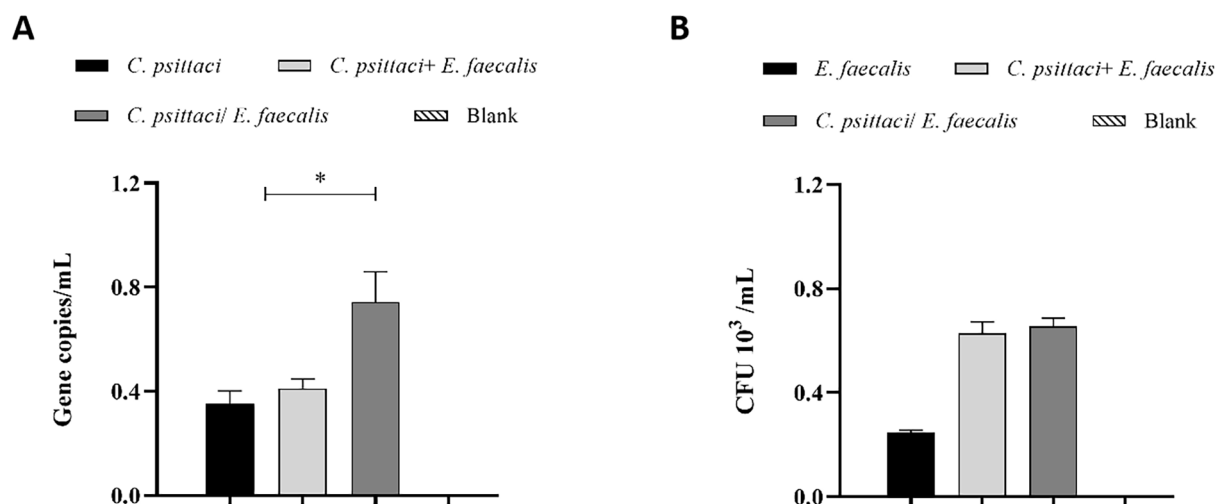 A
C. psittaci
C. psittaci+ E. faecalis
C. psittaci/ E. faecalis
Blank
*
1.2
0.8
0.4
0.0
Gene copies/mL
B
E. faecalis
C. psittaci+ E. faecalis
C. psittaci/ E. faecalis
Blank
1.2
0.8
0.4
0.0
CFU 10³ /mL